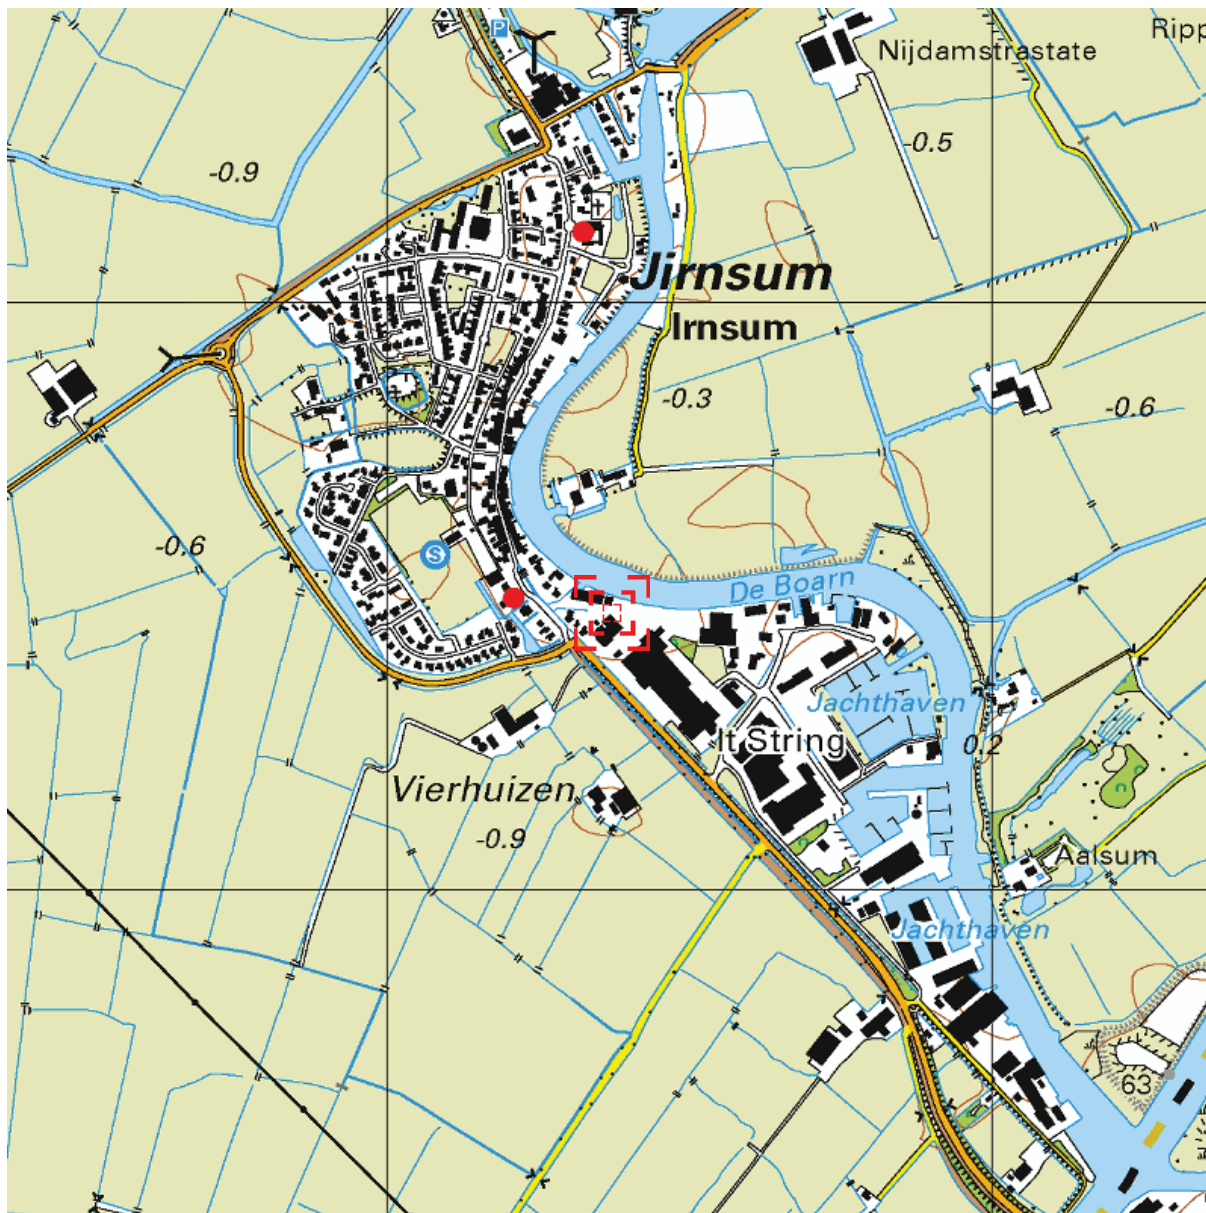 P
Nijdamstrastate
Ripp
-0.5
-0.9
Jirnsum
Irnsum
-0.3
-0.6
-0.6
S
De Boarn
Jachthaven
It String
0.2
Vierhuizen
-0.9
Aalsum
Jachthaven
63